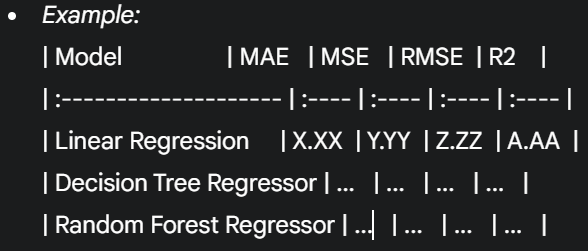 • Example:
| Model | MAE | MSE | RMSE | R2 |
| :-------------------- | :---- | :---- | :---- | :---- |
| Linear Regression | X.XX | Y.YY | Z.ZZ | A.AA |
| Decision Tree Regressor | ... | ... | ... | ... |
| Random Forest Regressor | ... | ... | ... | ... |